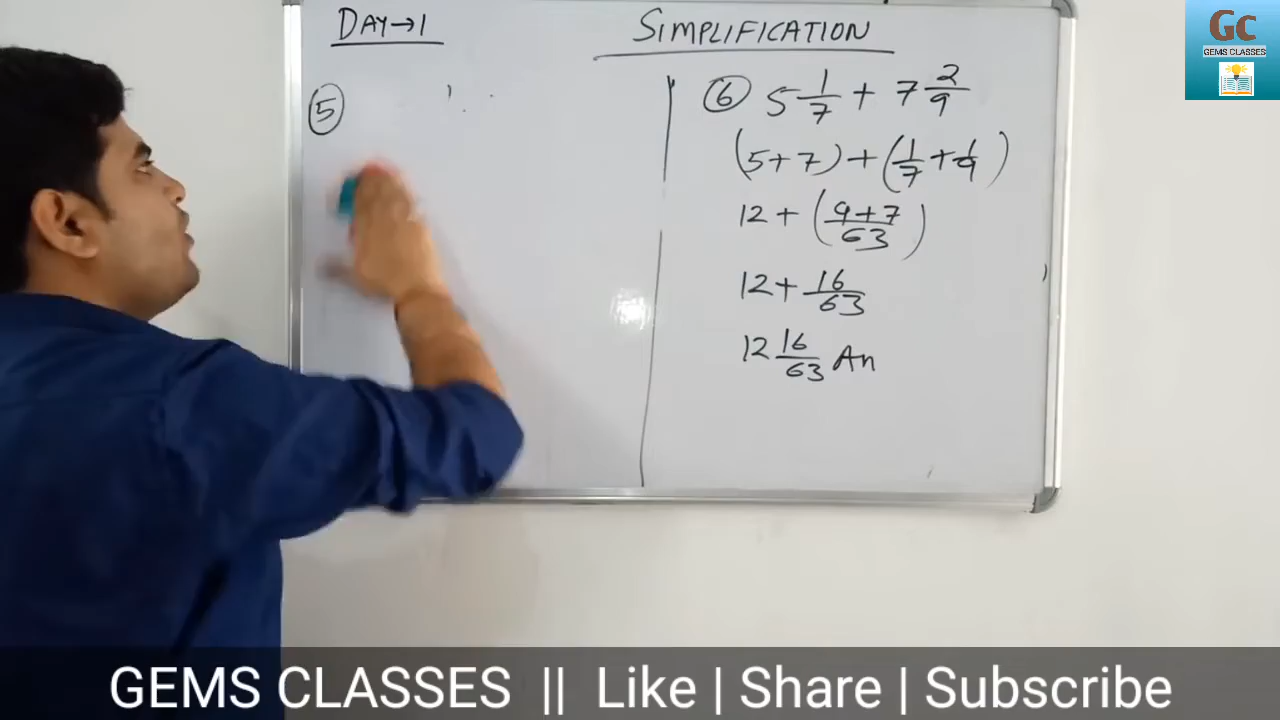 DAY→1
SIMPLIFICATION
GC
GEMS CLASSES
5
6 5 1/7 + 7 2/9
(5+7)+(1/7+1/9)
12+(9+7/63)
12+16/63
12 16/63 An
GEMS CLASSES || Like | Share | Subscribe